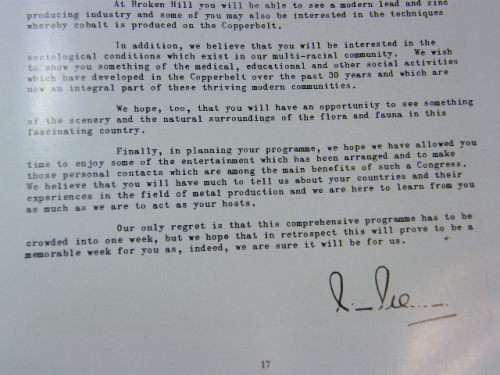 At Broken Hill you will be able to see a modern lead and zinc
producing industry and some of you may also be interested in the techniques
whereby cobalt is produced on the Copperbelt.
In addition, we believe that you will be interested in the
sociological conditions which exist in our multi-racial community. We wish
to show you something of the medical, educational and other social activities
which have developed in the Copperbelt over the past 30 years and which are
now an integral part of these thriving modern communities.
We hope, too, that you will have an opportunity to see something
of the scenery and the natural surroundings of the flora and fauna in this
fascinating country.
Finally, in planning your programme, we hope we have allowed you
time to enjoy some of the entertainment which has been arranged and to make
those personal contacts which are among the main benefits of such a Congress.
We believe that you will have much to tell us about your countries and their
experiences in the field of metal production and we are here to learn from you
as much as we are to act as your hosts.
Our only regret is that this comprehensive programme has to be
crowded into one week, but we hope that in retrospect this will prove to be a
memorable week for you as, indeed, we are sure it will be for us.
17